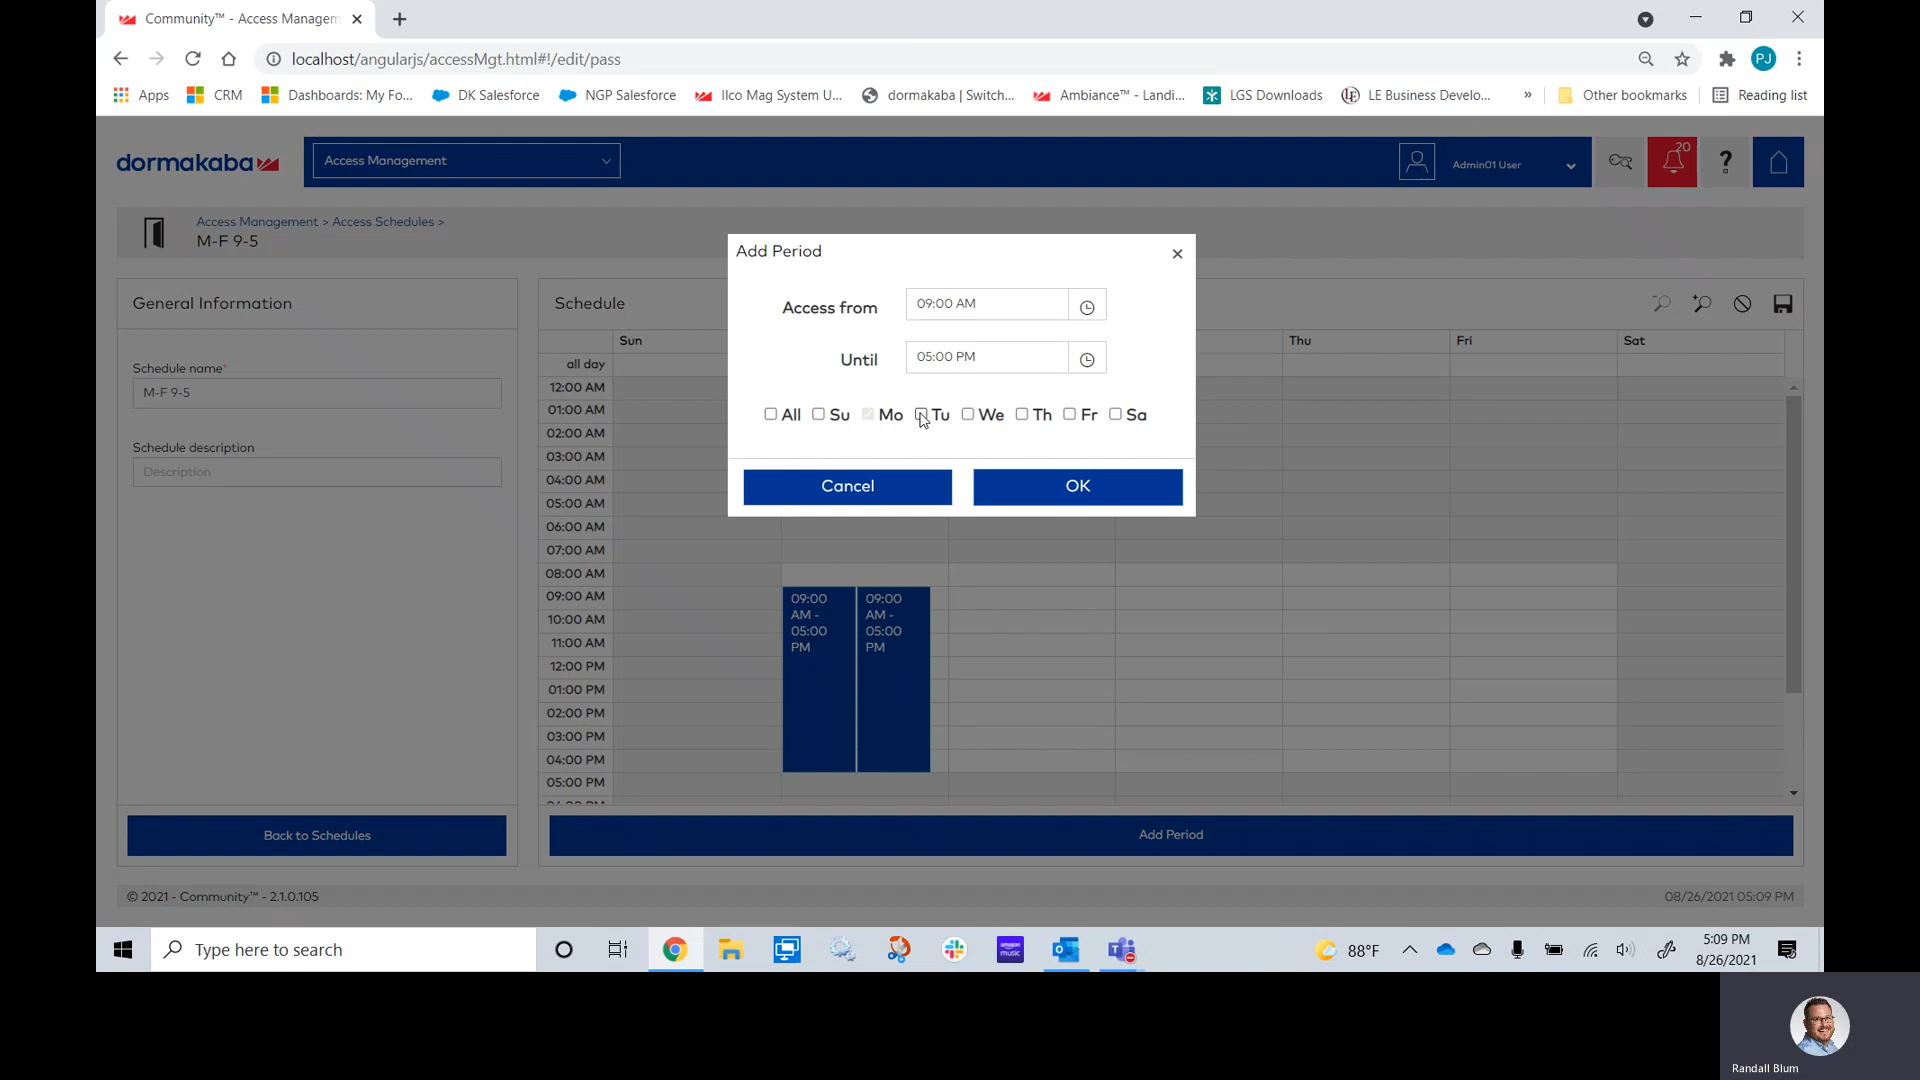 Community™ - Access Managem
localhost/angularjs/accessMgt.html#!/edit/pass
PJ
Apps
CRM
Dashboards: My Fo...
DK Salesforce
NGP Salesforce
Ilco Mag System U...
dormakaba | Switch...
Ambiance™ - Landi...
LGS Downloads
LE Business Develo...
»
Other bookmarks
Reading list
dormakaba
Access Management
Admin01 User
20
?
Access Management > Access Schedules >
M-F 9-5
General Information
Schedule name*
M-F 9-5
Schedule description
Description
Back to Schedules
Schedule
Sun
Thu
Fri
Sat
all day
12:00 AM
01:00 AM
02:00 AM
03:00 AM
04:00 AM
05:00 AM
06:00 AM
07:00 AM
08:00 AM
09:00 AM
10:00 AM
11:00 AM
12:00 PM
01:00 PM
02:00 PM
03:00 PM
04:00 PM
05:00 PM
09:00
AM -
05:00
PM
09:00
AM -
05:00
PM
Add Period
Add Period
Access from
09:00 AM
Until
05:00 PM
All Su Mo Tu We Th Fr Sa
Cancel
OK
© 2021 - Community™ - 2.1.0.105
08/26/2021 05:09 PM
Type here to search
amazon
music
88°F
5:09 PM
8/26/2021
Randall Blum